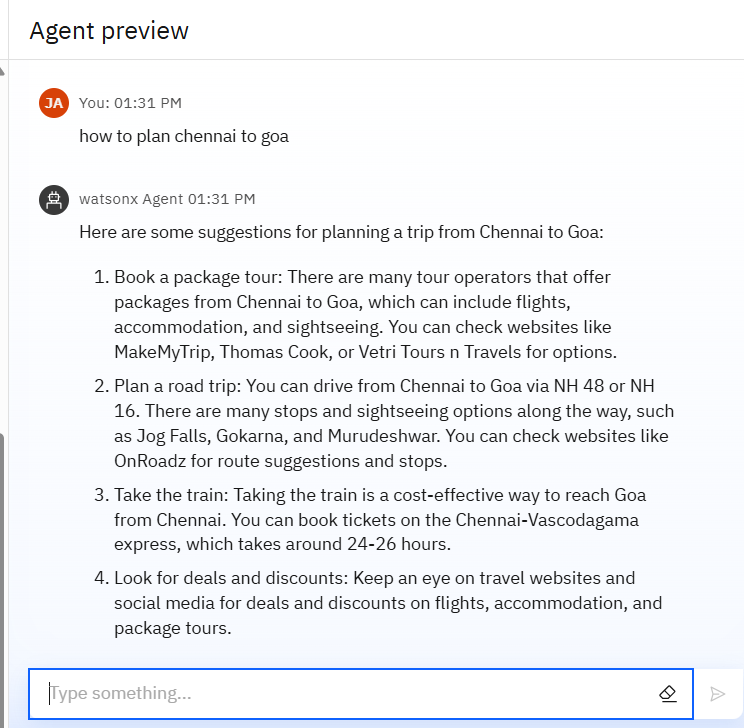 Agent preview
JA
You: 01:31 PM
how to plan chennai to goa
watsonx Agent 01:31 PM
Here are some suggestions for planning a trip from Chennai to Goa:
1. Book a package tour: There are many tour operators that offer
packages from Chennai to Goa, which can include flights,
accommodation, and sightseeing. You can check websites like
MakeMyTrip, Thomas Cook, or Vetri Tours n Travels for options.
2. Plan a road trip: You can drive from Chennai to Goa via NH 48 or NH
16. There are many stops and sightseeing options along the way, such
as Jog Falls, Gokarna, and Murudeshwar. You can check websites like
OnRoadz for route suggestions and stops.
3. Take the train: Taking the train is a cost-effective way to reach Goa
from Chennai. You can book tickets on the Chennai-Vascodagama
express, which takes around 24-26 hours.
4. Look for deals and discounts: Keep an eye on travel websites and
social media for deals and discounts on flights, accommodation, and
package tours.
Type something...